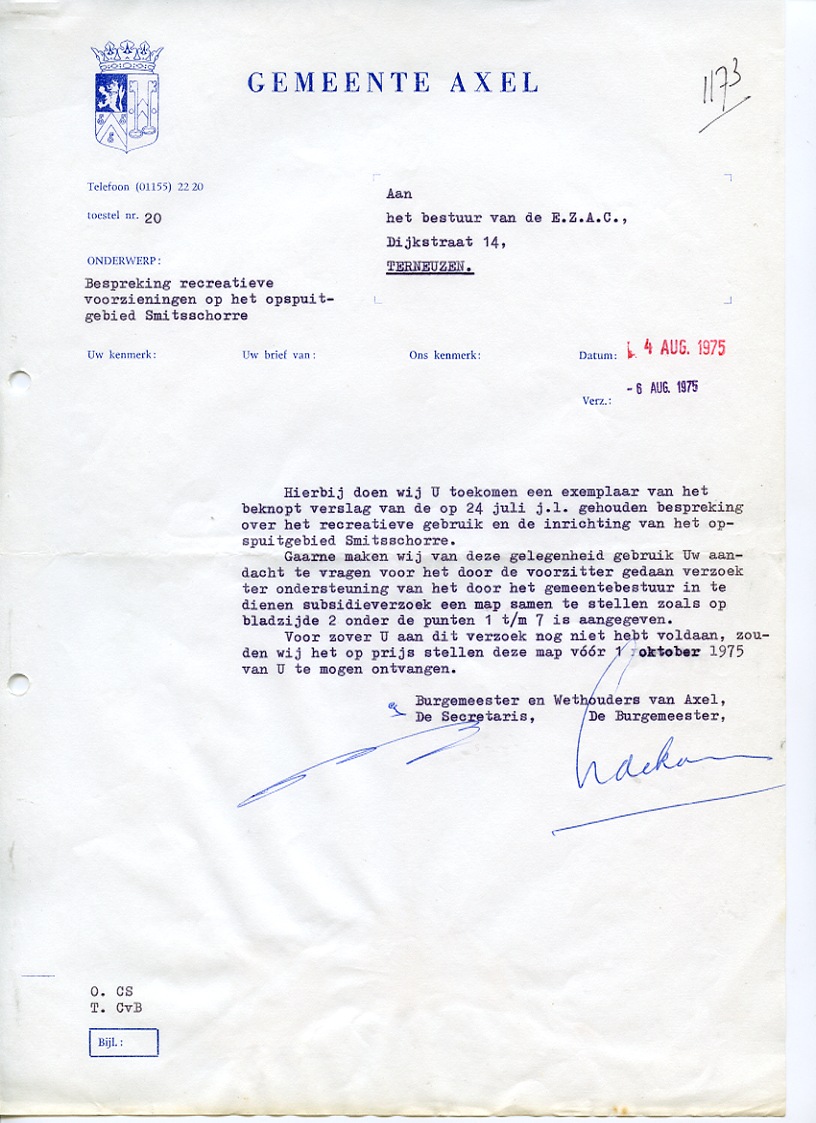 GEMEENTE AXEL
1173
Telefoon (01155) 22 20
toestel nr. 20
Aan
het bestuur van de E.Z.A.C.,
Dijkstraat 14,
TERNEUZEN.
ONDERWERP:
Bespreking recreatieve
voorzieningen op het opspuit-
gebied Smitsschorre
Uw kenmerk: Uw brief van: Ons kenmerk: Datum: 4 AUG. 1975
Verz.: - 6 AUG. 1975
Hierbij doen wij U toekomen een exemplaar van het
beknopt verslag van de op 24 juli j.l. gehouden bespreking
over het recreatieve gebruik en de inrichting van het op-
spuitgebied Smitsschorre.
Gaarne maken wij van deze gelegenheid gebruik Uw aan-
dacht te vragen voor het door de voorzitter gedaan verzoek
ter ondersteuning van het door het gemeentebestuur in te
dienen subsidieverzoek een map samen te stellen zoals op
bladzijde 2 onder de punten 1 t/m 7 is aangegeven.
Voor zover U aan dit verzoek nog niet hebt voldaan, zou-
den wij het op prijs stellen deze map vóór 1 oktober 1975
van U te mogen ontvangen.
Burgemeester en Wethouders van Axel,
De Secretaris, De Burgemeester,
O. CS
T. CvB
Bijl.: